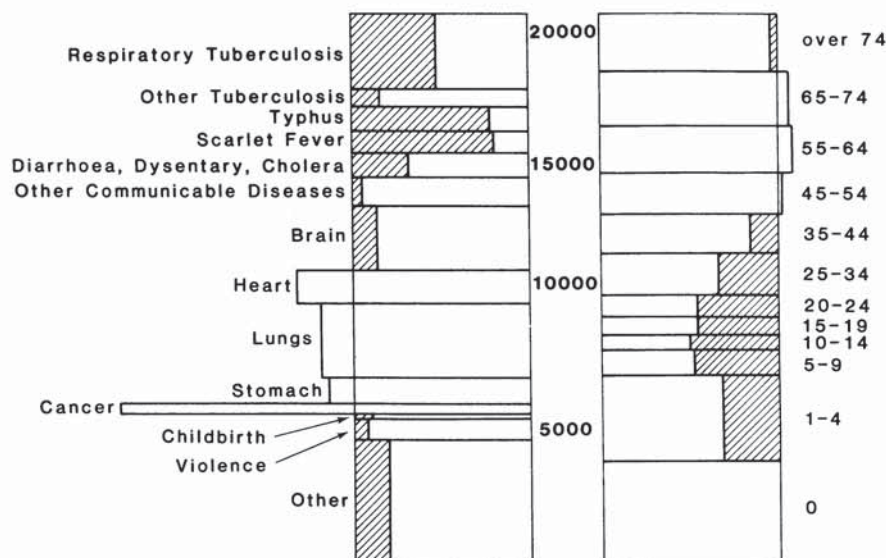 Respiratory Tuberculosis
Other Tuberculosis
Typhus
Scarlet Fever
Diarrhoea, Dysentary, Cholera
Other Communicable Diseases
Brain
Heart
Lungs
Stomach
Cancer
Childbirth
Violence
Other
20000
15000
10000
5000
over 74
65-74
55-64
45-54
35-44
25-34
20-24
15-19
10-14
5-9
1-4
0